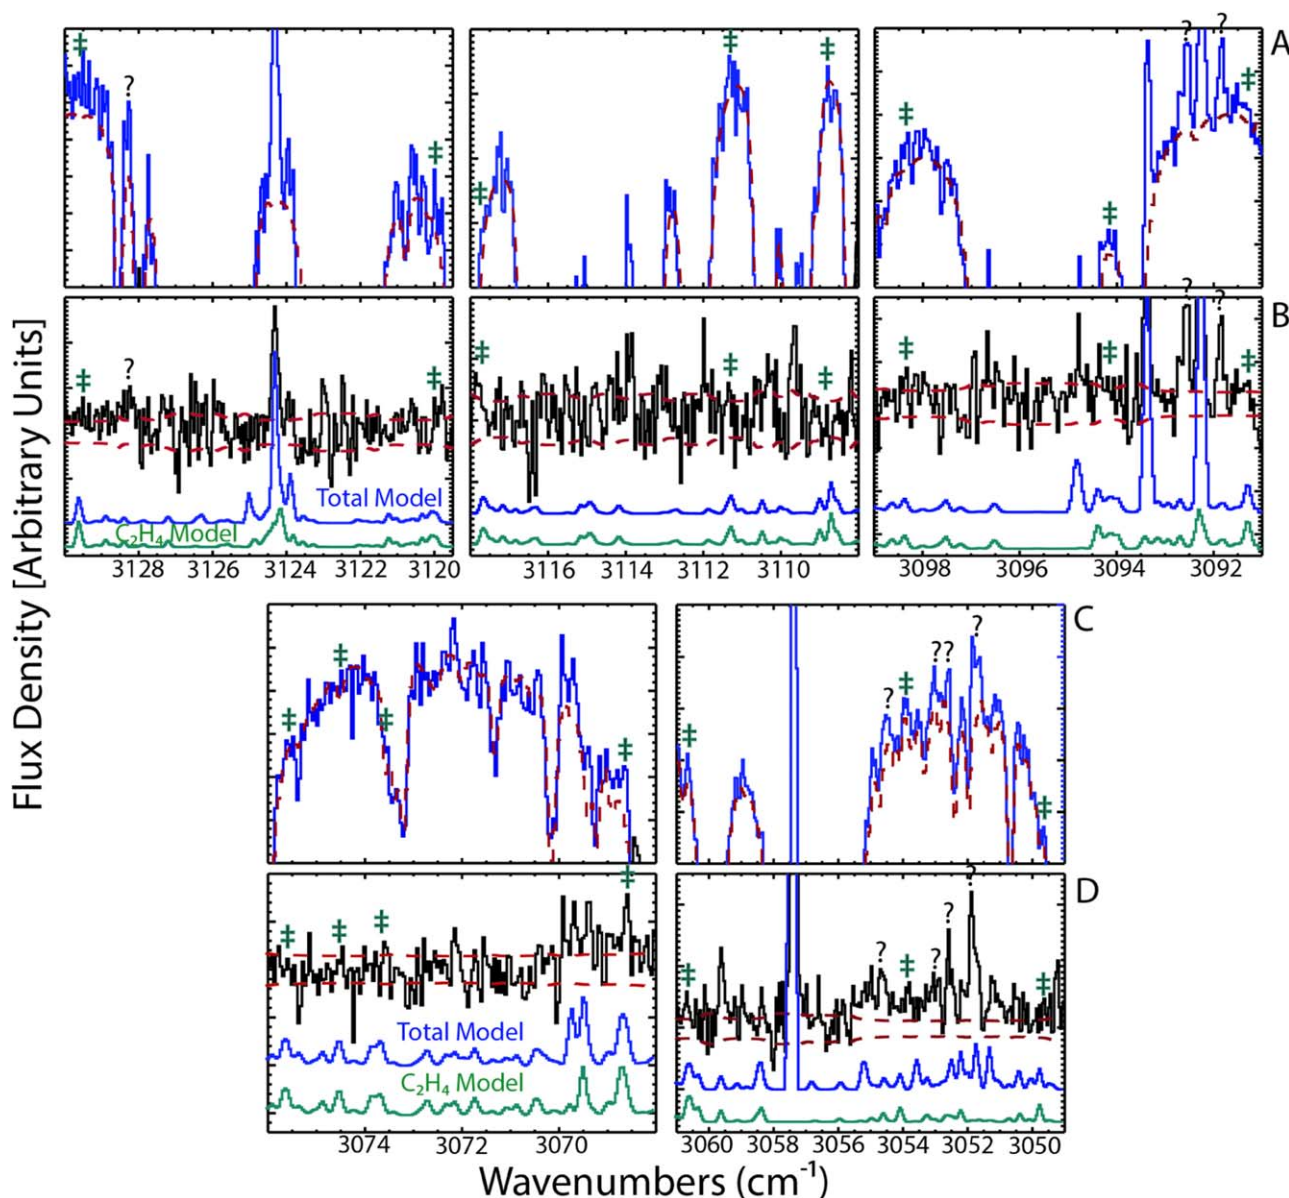 ‡ ? ‡ ‡ ‡ ‡ ‡ ‡ ? ? ‡ A
‡ ? ‡ ‡ ‡ ‡ ‡ ‡ ? ? ‡ B
Total Model
C₂H₄ Model
3128 3126 3124 3122 3120 3116 3114 3112 3110 3098 3096 3094 3092
Flux Density [Arbitrary Units]
‡ ‡ ‡ ‡ ‡ ? ‡ ?? ? ‡ C
‡ ‡ ‡ ‡ ‡ ? ‡ ? ? ? ‡ D
Total Model
C₂H₄ Model
3074 3072 3070 3060 3058 3056 3054 3052 3050
Wavenumbers (cm⁻¹)